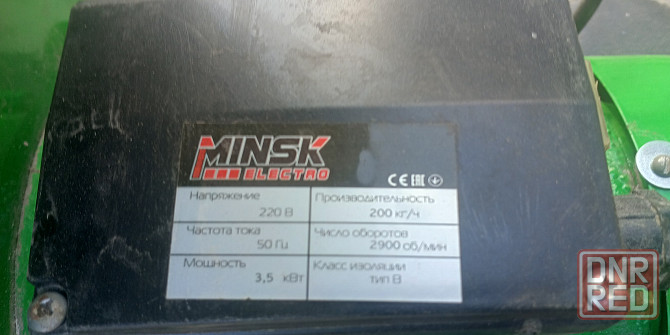 MINSK
ELECTRO
CE EAC
Напряжение
220 В
Производительность
200 кг/ч
Частота тока
50 Гц
Число оборотов
2900 об/мин
Мощность
3,5 кВт
Класс изоляции
тип В
DNR
RED